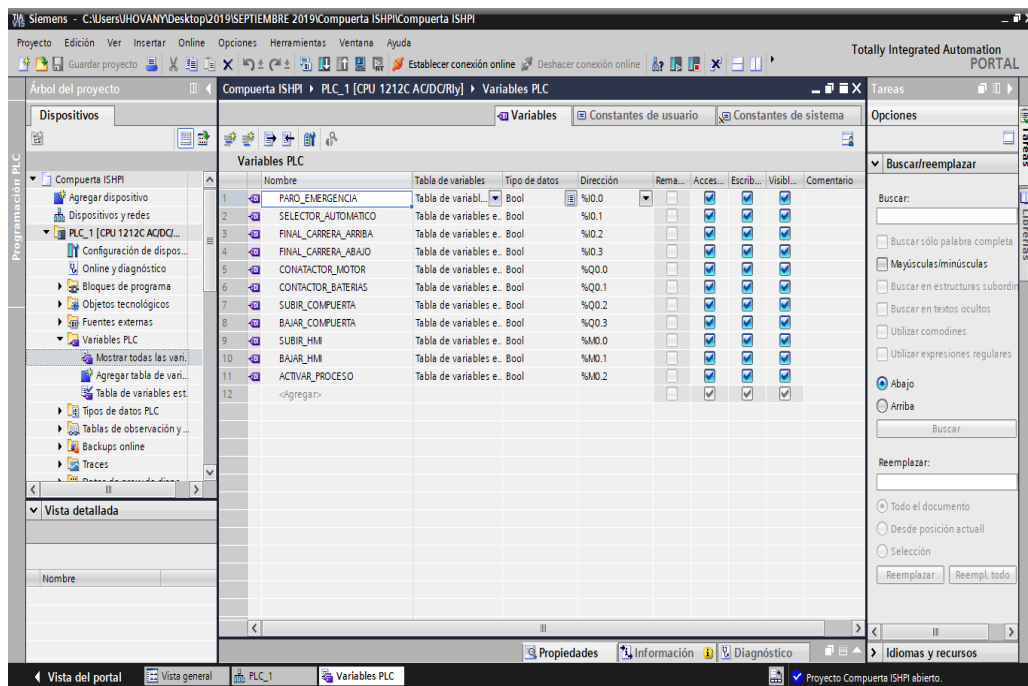 Siemens - C:\Users\JHOVANY\Desktop\2019\SEPTIEMBRE 2019\Compuerta ISHPI\Compuerta ISHPI
Proyecto Edición Ver Insertar Online Opciones Herramientas Ventana Ayuda
Totally Integrated Automation
PORTAL
Guardar proyecto Establecer conexión online Deshacer conexión online
Árbol del proyecto
Compuerta ISHPI PLC_1 [CPU 1212C AC/DC/Rly] Variables PLC
Tareas
Dispositivos
Variables Constantes de usuario Constantes de sistema
Opciones
Programación PLC
Compuerta ISHPI
Agregar dispositivo
Dispositivos y redes
PLC_1 [CPU 1212C AC/DC/...
Configuración de dispos...
Online y diagnóstico
Bloques de programa
Objetos tecnológicos
Fuentes externas
Variables PLC
Mostrar todas las vari.
Agregar tabla de vari...
Tabla de variables est.
Tipos de datos PLC
Tablas de observación y ...
Backups online
Traces
Vista detallada
Nombre
Variables PLC
Nombre Tabla de variables Tipo de datos Dirección Rema... Acces... Escrib... Visibl... Comentario
1 PARO_EMERGENCIA Tabla de variabl... Bool %I0.0
2 SELECTOR_AUTOMATICO Tabla de variables e.. Bool %I0.1
3 FINAL_CARRERA_ARRIBA Tabla de variables e.. Bool %I0.2
4 FINAL_CARRERA_ABAJO Tabla de variables e.. Bool %I0.3
5 CONATACTOR_MOTOR Tabla de variables e.. Bool %Q0.0
6 CONTACTOR_BATERIAS Tabla de variables e.. Bool %Q0.1
7 SUBIR_COMPUERTA Tabla de variables e.. Bool %Q0.2
8 BAJAR_COMPUERTA Tabla de variables e.. Bool %Q0.3
9 SUBIR_HMI Tabla de variables e.. Bool %M0.0
10 BAJAR_HMI Tabla de variables e.. Bool %M0.1
11 ACTIVAR_PROCESO Tabla de variables e.. Bool %M0.2
12 <Agregar>
Buscar/reemplazar
Buscar:
Buscar sólo palabra completa
Mayúsculas/minúsculas
Buscar en estructuras subordin
Buscar en textos ocultos
Utilizar comodines
Utilizar expresiones regulares
Abajo
Arriba
Buscar
Reemplazar:
Todo el documento
Desde posición actuall
Selección
Reemplazar Reempl. todo
Idiomas y recursos
Tareas
Librerías
Propiedades Información Diagnóstico
Vista del portal Vista general PLC_1 Variables PLC
Proyecto Compuerta ISHPI abierto.